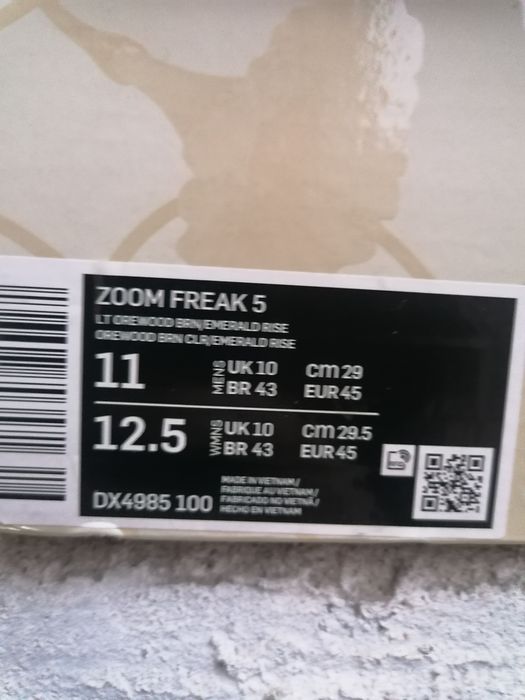 ZOOM FREAK 5
LT OREWOOD BRN/EMERALD RISE
OREWOOD BRN CLR/EMERALD RISE
11 MENS UK 10 cm 29
BR 43 EUR 45
12.5 WMNS UK 10 cm 29.5
BR 43 EUR 45
MADE IN VIETNAM/
FABRIQUE AU VIETNAM/
FABRICADO NO VIETNÃ/
HECHO EN VIETNAM
DX4985 100